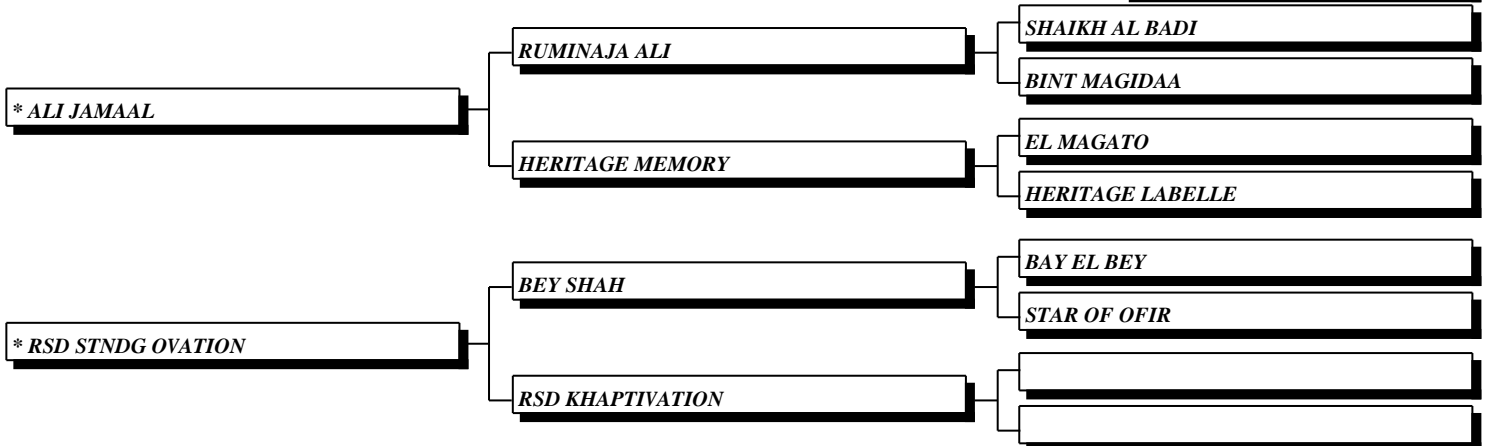 SHAIKH AL BADI
RUMINAJA ALI
BINT MAGIDAA
* ALI JAMAAL
EL MAGATO
HERITAGE MEMORY
HERITAGE LABELLE
BAY EL BEY
BEY SHAH
STAR OF OFIR
* RSD STNDG OVATION
RSD KHAPTIVATION